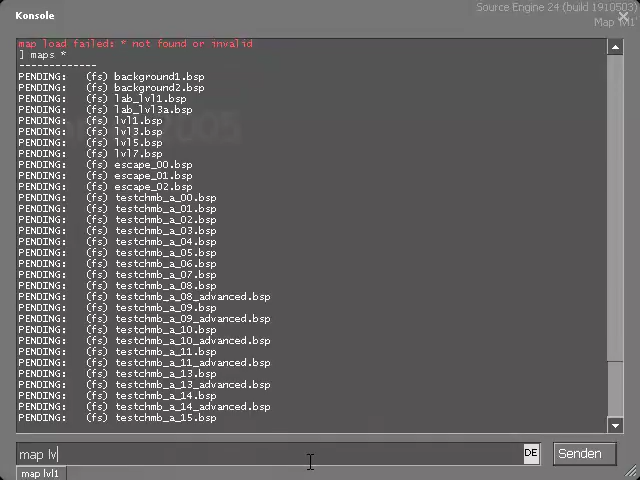 Source Engine 24 (build 1910503)
Konsole
Map lvl1
map load failed: * not found or invalid
] maps *
-------------
PENDING: (fs) background1.bsp
PENDING: (fs) background2.bsp
PENDING: (fs) lab_lvl1.bsp
PENDING: (fs) lab_lvl3a.bsp
PENDING: (fs) lvl1.bsp
PENDING: (fs) lvl3.bsp
PENDING: (fs) lvl5.bsp
PENDING: (fs) lvl7.bsp
PENDING: (fs) escape_00.bsp
PENDING: (fs) escape_01.bsp
PENDING: (fs) escape_02.bsp
PENDING: (fs) testchmb_a_00.bsp
PENDING: (fs) testchmb_a_01.bsp
PENDING: (fs) testchmb_a_02.bsp
PENDING: (fs) testchmb_a_03.bsp
PENDING: (fs) testchmb_a_04.bsp
PENDING: (fs) testchmb_a_05.bsp
PENDING: (fs) testchmb_a_06.bsp
PENDING: (fs) testchmb_a_07.bsp
PENDING: (fs) testchmb_a_08.bsp
PENDING: (fs) testchmb_a_08_advanced.bsp
PENDING: (fs) testchmb_a_09.bsp
PENDING: (fs) testchmb_a_09_advanced.bsp
PENDING: (fs) testchmb_a_10.bsp
PENDING: (fs) testchmb_a_10_advanced.bsp
PENDING: (fs) testchmb_a_11.bsp
PENDING: (fs) testchmb_a_11_advanced.bsp
PENDING: (fs) testchmb_a_13.bsp
PENDING: (fs) testchmb_a_13_advanced.bsp
PENDING: (fs) testchmb_a_14.bsp
PENDING: (fs) testchmb_a_14_advanced.bsp
PENDING: (fs) testchmb_a_15.bsp
map lv
DE
Senden
map lvl1